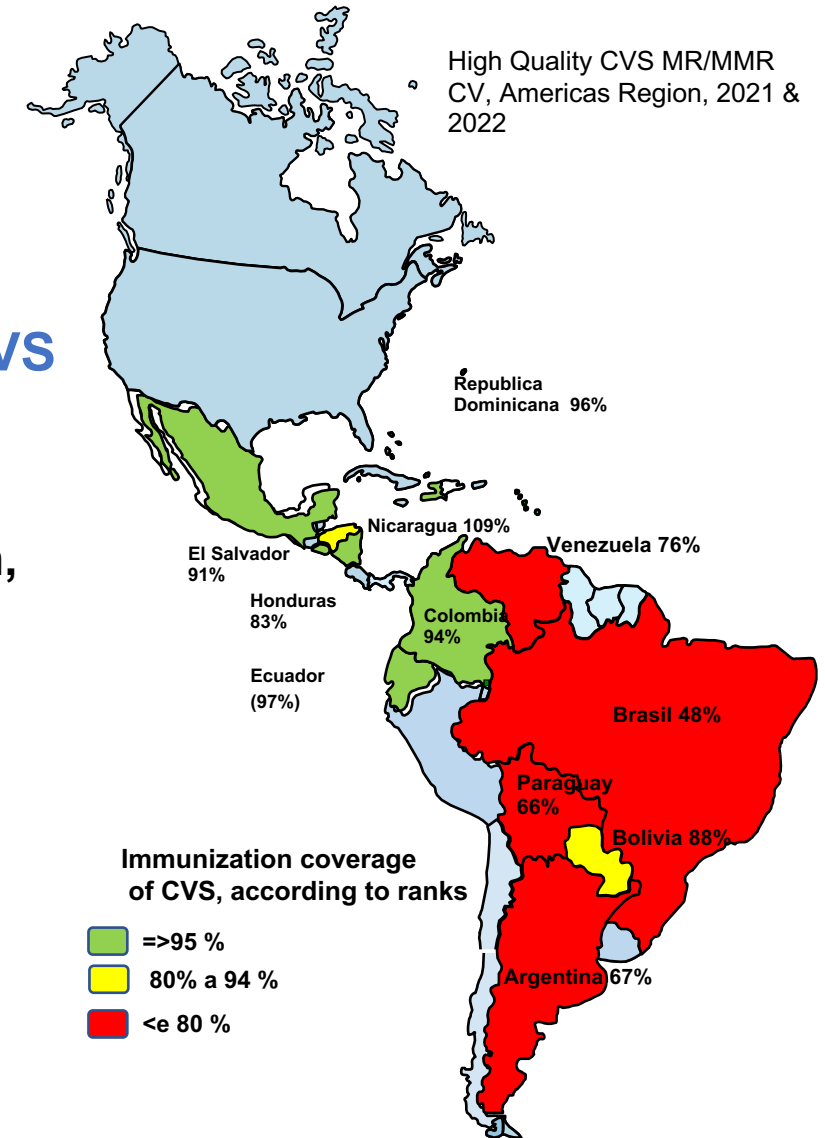 High Quality CVS MR/MMR
CV, Americas Region, 2021 &
2022
VS
,
Republica
Dominicana 96%
Nicaragua 109%
Venezuela 76%
El Salvador
91%
Honduras
83%
Colombia
94%
Ecuador
(97%)
Brasil 48%
Paraguay
66%
Bolivia 88%
Argentina 67%
Immunization coverage
of CVS, according to ranks
=>95 %
80% a 94 %
<e 80 %